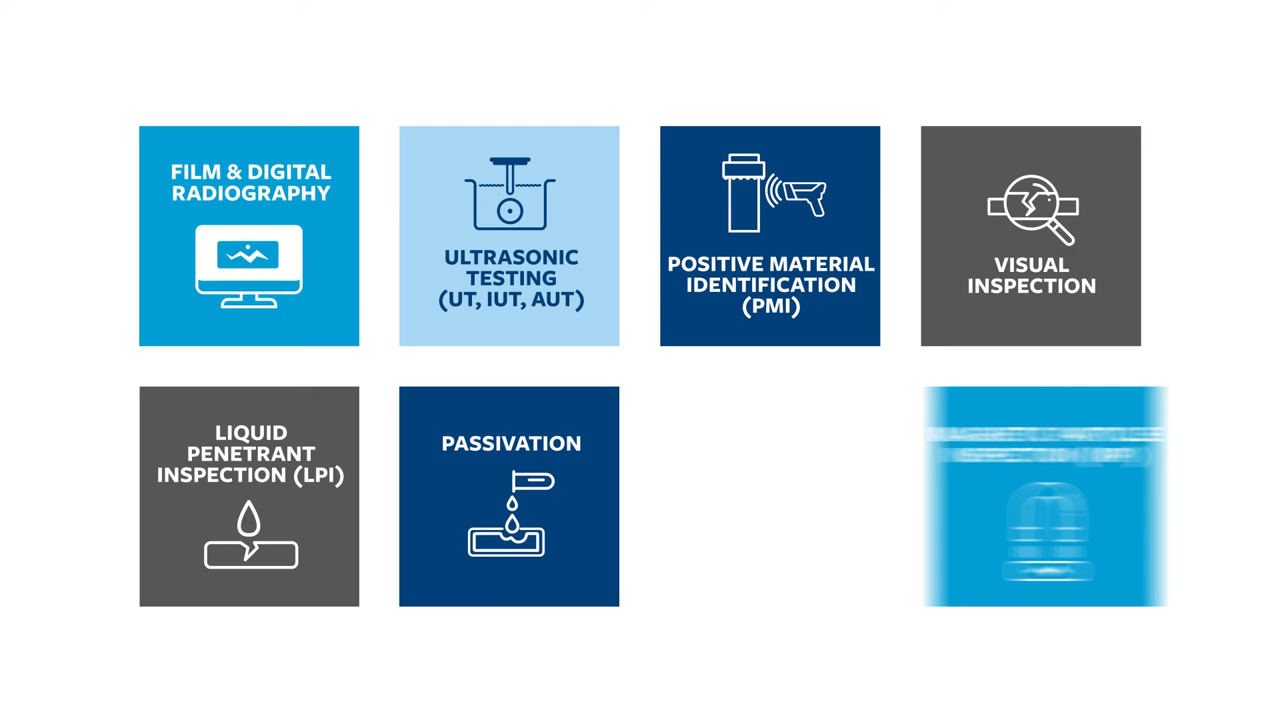 FILM & DIGITAL
RADIOGRAPHY
ULTRASONIC
TESTING
(UT, IUT, AUT)
POSITIVE MATERIAL
IDENTIFICATION
(PMI)
VISUAL
INSPECTION
LIQUID
PENETRANT
INSPECTION (LPI)
PASSIVATION